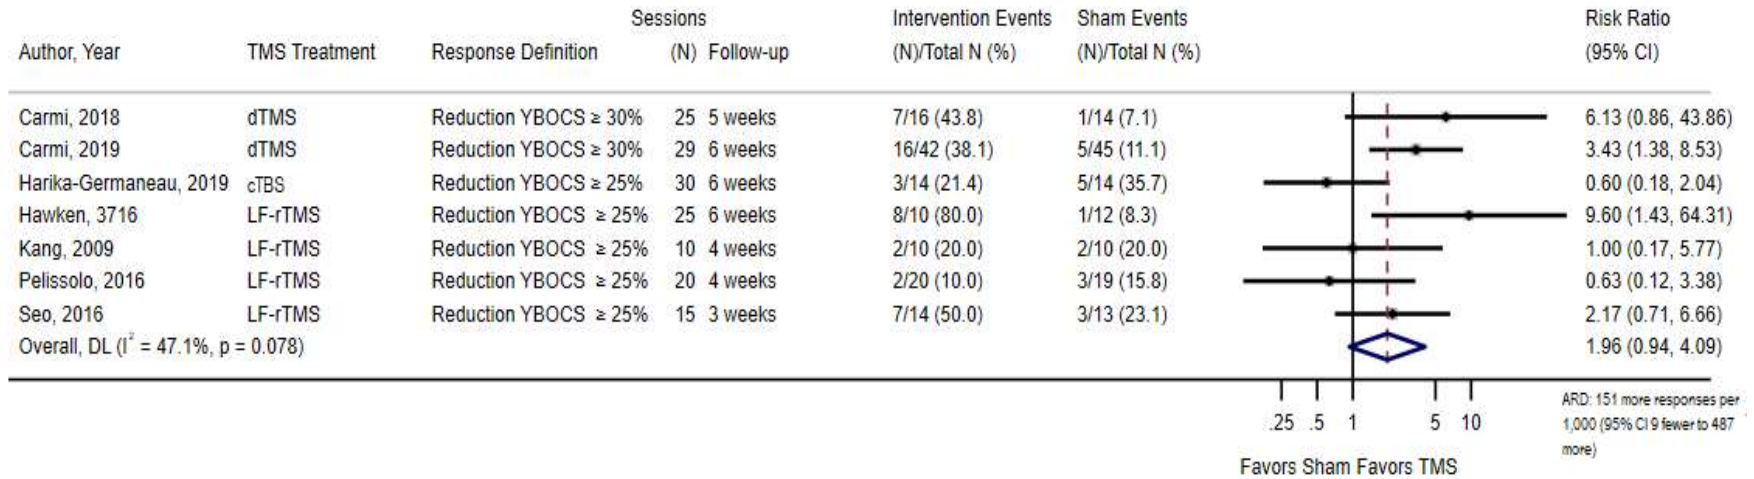 Sessions Intervention Events Sham Events Risk Ratio
Author, Year TMS Treatment Response Definition (N) Follow-up (N)/Total N (%) (N)/Total N (%) (95% CI)
Carmi, 2018 dTMS Reduction YBOCS ≥ 30% 25 5 weeks 7/16 (43.8) 1/14 (7.1) 6.13 (0.86, 43.86)
Carmi, 2019 dTMS Reduction YBOCS ≥ 30% 29 6 weeks 16/42 (38.1) 5/45 (11.1) 3.43 (1.38, 8.53)
Harika-Germaneau, 2019 cTBS Reduction YBOCS ≥ 25% 30 6 weeks 3/14 (21.4) 5/14 (35.7) 0.60 (0.18, 2.04)
Hawken, 3716 LF-rTMS Reduction YBOCS ≥ 25% 25 6 weeks 8/10 (80.0) 1/12 (8.3) 9.60 (1.43, 64.31)
Kang, 2009 LF-rTMS Reduction YBOCS ≥ 25% 10 4 weeks 2/10 (20.0) 2/10 (20.0) 1.00 (0.17, 5.77)
Pelissolo, 2016 LF-rTMS Reduction YBOCS ≥ 25% 20 4 weeks 2/20 (10.0) 3/19 (15.8) 0.63 (0.12, 3.38)
Seo, 2016 LF-rTMS Reduction YBOCS ≥ 25% 15 3 weeks 7/14 (50.0) 3/13 (23.1) 2.17 (0.71, 6.66)
Overall, DL (I² = 47.1%, p = 0.078) 1.96 (0.94, 4.09)
.25 .5 1 5 10
ARD: 151 more responses per
1,000 (95% CI 9 fewer to 487
more)
Favors Sham Favors TMS